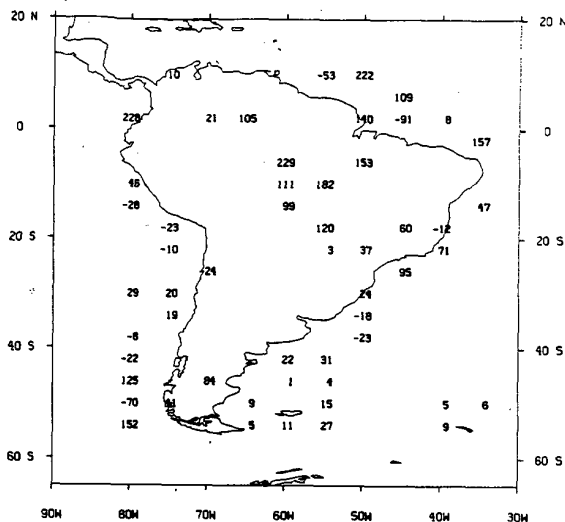 20 N 20 N
10 -53 222
109
228 21 105 140 -91 8
0 0
157
229 153
45 111 182
-28 99 47
-23 120 60 -12
20 S 20 S
-10 3 37 71
-24 95
29 20 24
19 -18
-6 -23
40 S 40 S
-22 22 31
125 84 1 4
-70 9 15 5 6
152 5 11 27 9
60 S 60 S
90W 80W 70W 60W 50W 40W 30W